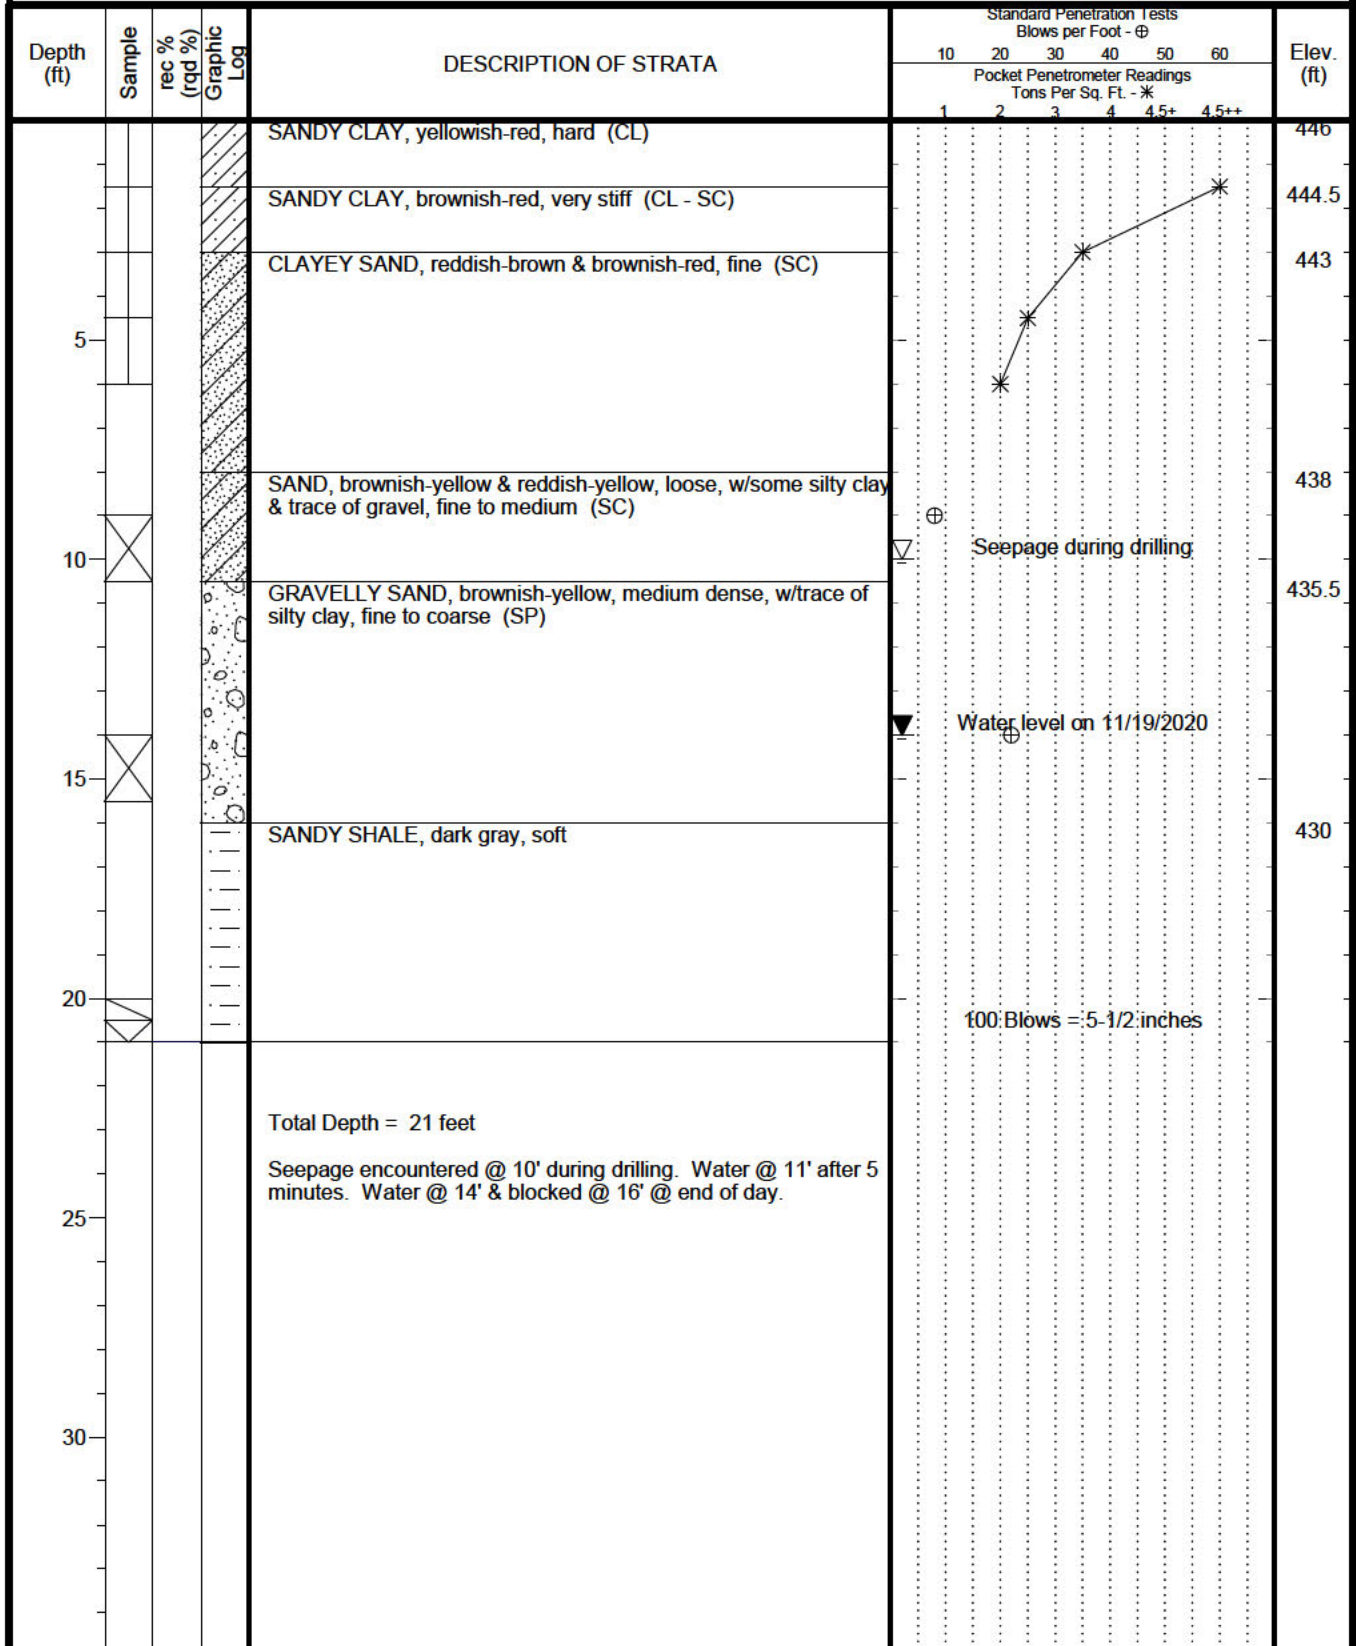 Depth
(ft)
Sample
rec %
(rqd %)
Graphic
Log
DESCRIPTION OF STRATA
Standard Penetration Tests
Blows per Foot - ⊕
10 20 30 40 50 60
Pocket Penetrometer Readings
Tons Per Sq. Ft. - ✳
1 2 3 4 4.5+ 4.5++
Elev.
(ft)
SANDY CLAY, yellowish-red, hard (CL)
446
SANDY CLAY, brownish-red, very stiff (CL - SC)
444.5
CLAYEY SAND, reddish-brown & brownish-red, fine (SC)
443
5
SAND, brownish-yellow & reddish-yellow, loose, w/some silty clay
& trace of gravel, fine to medium (SC)
438
10
Seepage during drilling
GRAVELLY SAND, brownish-yellow, medium dense, w/trace of
silty clay, fine to coarse (SP)
435.5
Water level on 11/19/2020
15
SANDY SHALE, dark gray, soft
430
20
100 Blows = 5-1/2 inches
Total Depth = 21 feet
Seepage encountered @ 10' during drilling. Water @ 11' after 5
minutes. Water @ 14' & blocked @ 16' @ end of day.
25
30